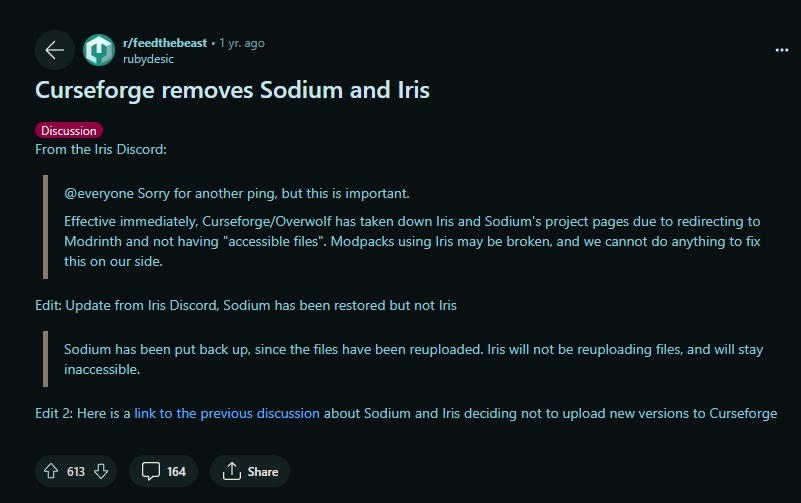 r/feedthebeast • 1 yr. ago
rubydesic
Curseforge removes Sodium and Iris
Discussion
From the Iris Discord:
@everyone Sorry for another ping, but this is important.
Effective immediately, Curseforge/Overwolf has taken down Iris and Sodium's project pages due to redirecting to
Modrinth and not having "accessible files". Modpacks using Iris may be broken, and we cannot do anything to fix
this on our side.
Edit: Update from Iris Discord, Sodium has been restored but not Iris
Sodium has been put back up, since the files have been reuploaded. Iris will not be reuploading files, and will stay
inaccessible.
Edit 2: Here is a link to the previous discussion about Sodium and Iris deciding not to upload new versions to Curseforge
613 164 Share